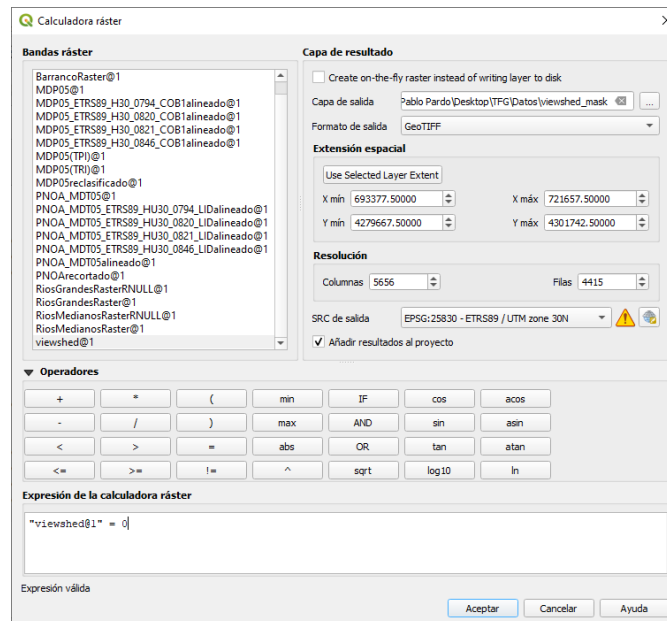 Calculadora ráster
Bandas ráster
BarrancoRaster@1
MDP05@1
MDP05_ETRS89_H30_0794_COB1alineado@1
MDP05_ETRS89_H30_0820_COB1alineado@1
MDP05_ETRS89_H30_0821_COB1alineado@1
MDP05_ETRS89_H30_0846_COB1alineado@1
MDP05(TPI)@1
MDP05(TRI)@1
MDP05reclasificado@1
PNOA_MDT05@1
PNOA_MDT05_ETRS89_HU30_0794_LIDalineado@1
PNOA_MDT05_ETRS89_HU30_0820_LIDalineado@1
PNOA_MDT05_ETRS89_HU30_0821_LIDalineado@1
PNOA_MDT05_ETRS89_HU30_0846_LIDalineado@1
PNOA_MDT05alineado@1
PNOArecortado@1
RiosGrandesRasterRNULL@1
RiosGrandesRaster@1
RiosMedianosRasterRNULL@1
RiosMedianosRaster@1
viewshed@1
Capa de resultado
Create on-the-fly raster instead of writing layer to disk
Capa de salida Pablo Pardo\Desktop\TFG\Datos\viewshed_mask ...
Formato de salida GeoTIFF
Extensión espacial
Use Selected Layer Extent
X mín 693377.50000 X máx 721657.50000
Y mín 4279667.50000 Y máx 4301742.50000
Resolución
Columnas 5656 Filas 4415
SRC de salida EPSG:25830 - ETRS89 / UTM zone 30N
Añadir resultados al proyecto
Operadores
+ * ( min IF cos acos
- / ) max AND sin asin
< > = abs OR tan atan
<= >= != ^ sqrt log10 ln
Expresión de la calculadora ráster
"viewshed@1" = 0
Expresión válida
Aceptar Cancelar Ayuda